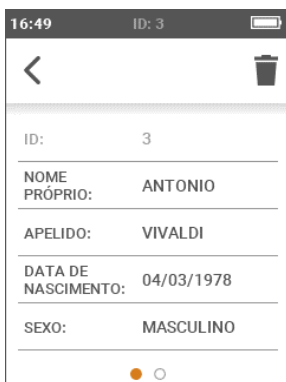 16:49 ID: 3
ID: 3
NOME
PRÓPRIO: ANTONIO
APELIDO: VIVALDI
DATA DE
NASCIMENTO: 04/03/1978
SEXO: MASCULINO